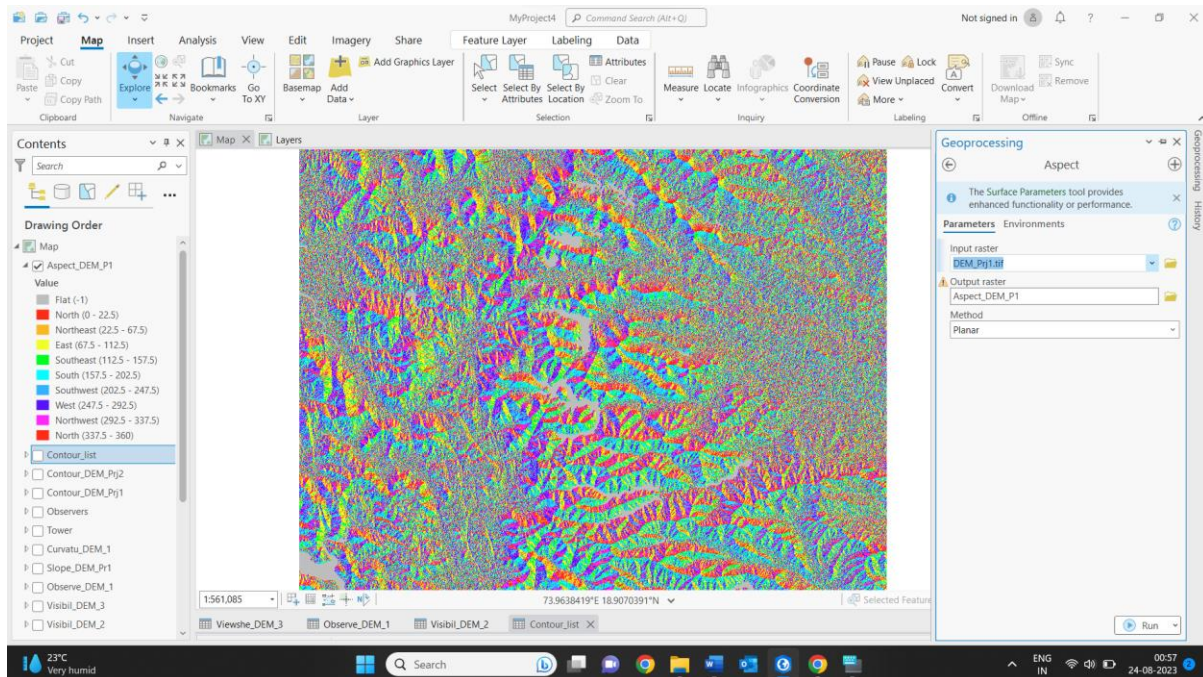 MyProject4
Command Search (Alt+Q)
Not signed in
?
Project Map Insert Analysis View Edit Imagery Share Feature Layer Labeling Data
Paste
Cut
Copy
Copy Path
Clipboard
Explore
Bookmarks
Go To XY
Navigate
Basemap
Add Data
Add Graphics Layer
Layer
Select
Select By Attributes
Select By Location
Attributes
Clear
Zoom To
Selection
Measure
Locate
Infographics
Coordinate Conversion
Inquiry
Pause
Lock
View Unplaced
More
Convert
Labeling
Download Map
Sync
Remove
Offline
Contents
Search
Drawing Order
Map
Aspect_DEM_P1
Value
Flat (-1)
North (0 - 22.5)
Northeast (22.5 - 67.5)
East (67.5 - 112.5)
Southeast (112.5 - 157.5)
South (157.5 - 202.5)
Southwest (202.5 - 247.5)
West (247.5 - 292.5)
Northwest (292.5 - 337.5)
North (337.5 - 360)
Contour_list
Contour_DEM_Prj2
Contour_DEM_Prj1
Observers
Tower
Curvatu_DEM_1
Slope_DEM_Pr1
Observe_DEM_1
Visibil_DEM_3
Visibil_DEM_2
Map
Layers
1:561,085
73.9638419°E 18.9070391°N
Selected Feature
Viewshe_DEM_3
Observe_DEM_1
Visibil_DEM_2
Contour_list
Geoprocessing
Aspect
The Surface Parameters tool provides
enhanced functionality or performance.
Parameters Environments
Input raster
DEM_Prj1.tif
Output raster
Aspect_DEM_P1
Method
Planar
Run
Geoprocessing
History
23°C
Very humid
Search
ENG
IN
00:57
24-08-2023